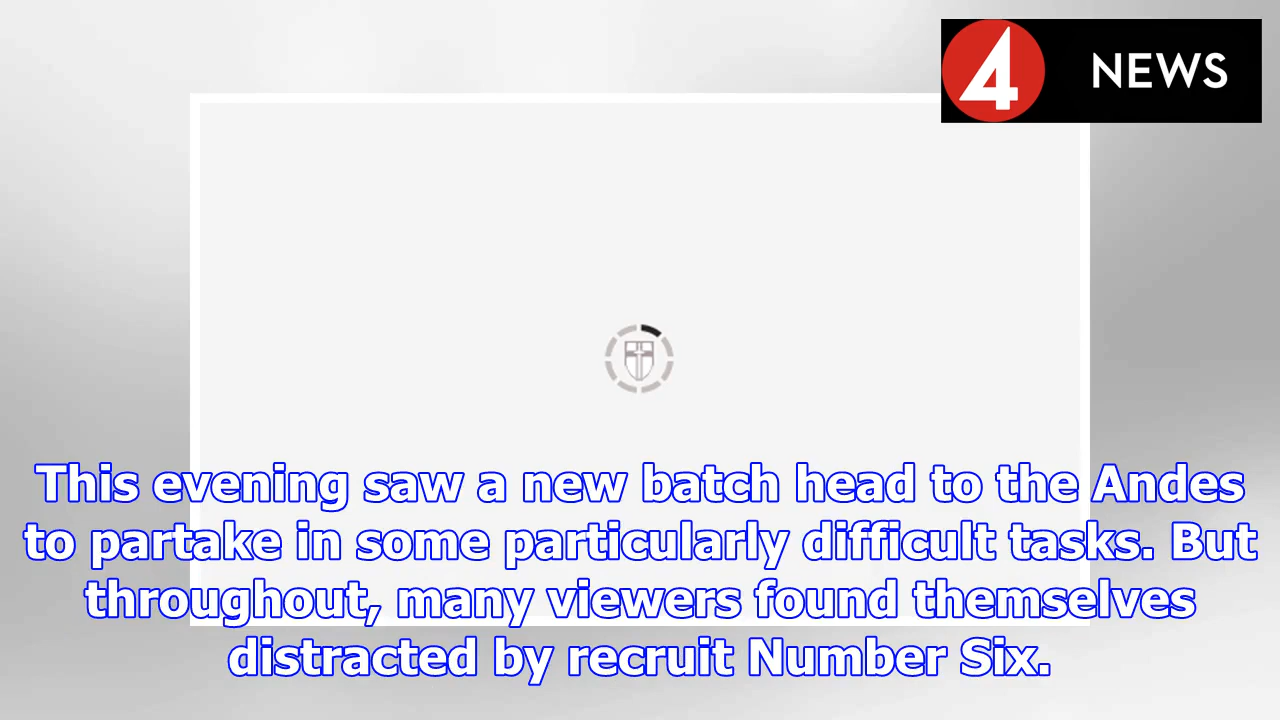 4 NEWS
This evening saw a new batch head to the Andes
to partake in some particularly difficult tasks. But
throughout, many viewers found themselves
distracted by recruit Number Six.